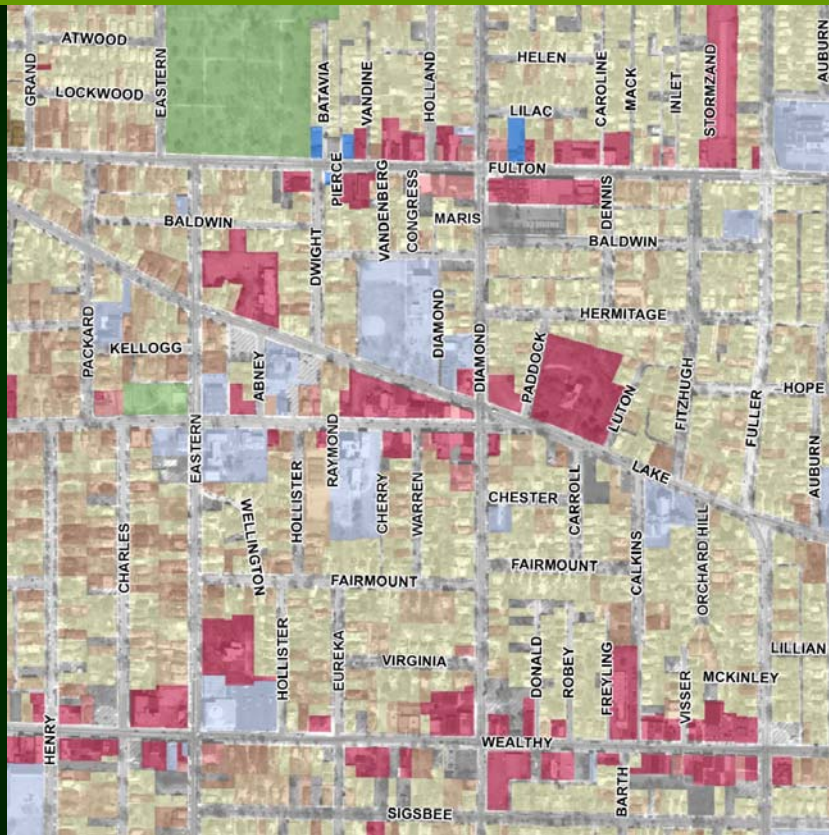 ATWOOD
LOCKWOOD
GRAND
EASTERN
BATAVIA
VANDINE
HOLLAND
HELEN
LILAC
CAROLINE
MACK
INLET
STORMZAND
AUBURN
FULTON
PIERCE
VANDENBERG
CONGRESS
MARIS
DENNIS
BALDWIN
BALDWIN
DWIGHT
HERMITAGE
PACKARD
KELLOGG
ABNEY
DIAMOND
DIAMOND
PADDOCK
LUTON
FITZHUGH
HOPE
FULLER
AUBURN
EASTERN
RAYMOND
HOLLISTER
CHERRY
WARREN
LAKE
CHESTER
CARROLL
WELLINGTON
CHARLES
FAIRMOUNT
FAIRMOUNT
CALKINS
ORCHARD HILL
HOLLISTER
EUREKA
VIRGINIA
DONALD
ROBEY
FREYLING
VISSER
MCKINLEY
LILLIAN
HENRY
WEALTHY
BARTH
SIGSBEE